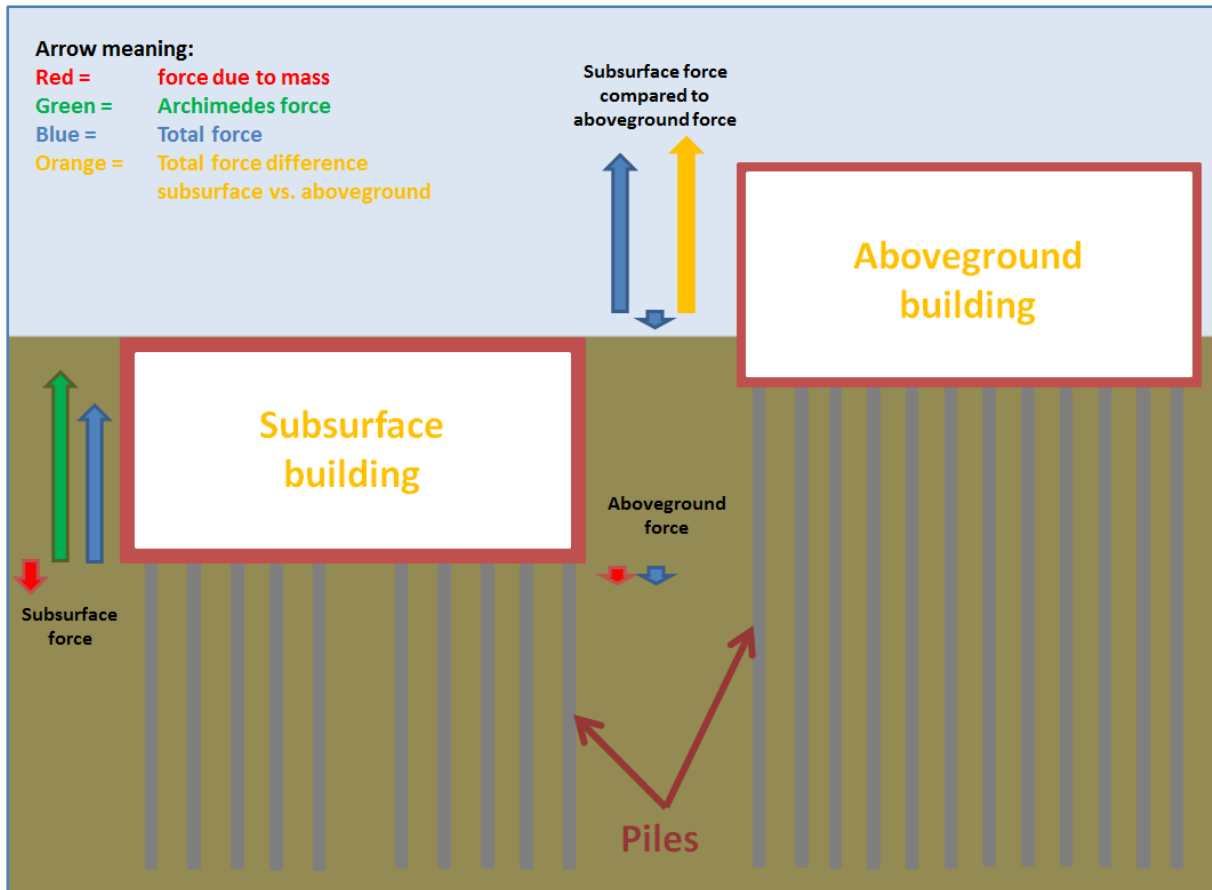 Arrow meaning:
Red = force due to mass
Green = Archimedes force
Blue = Total force
Orange = Total force difference
subsurface vs. aboveground
Subsurface force
compared to
aboveground force
Aboveground
building
Subsurface
building
Aboveground
force
Subsurface
force
Piles